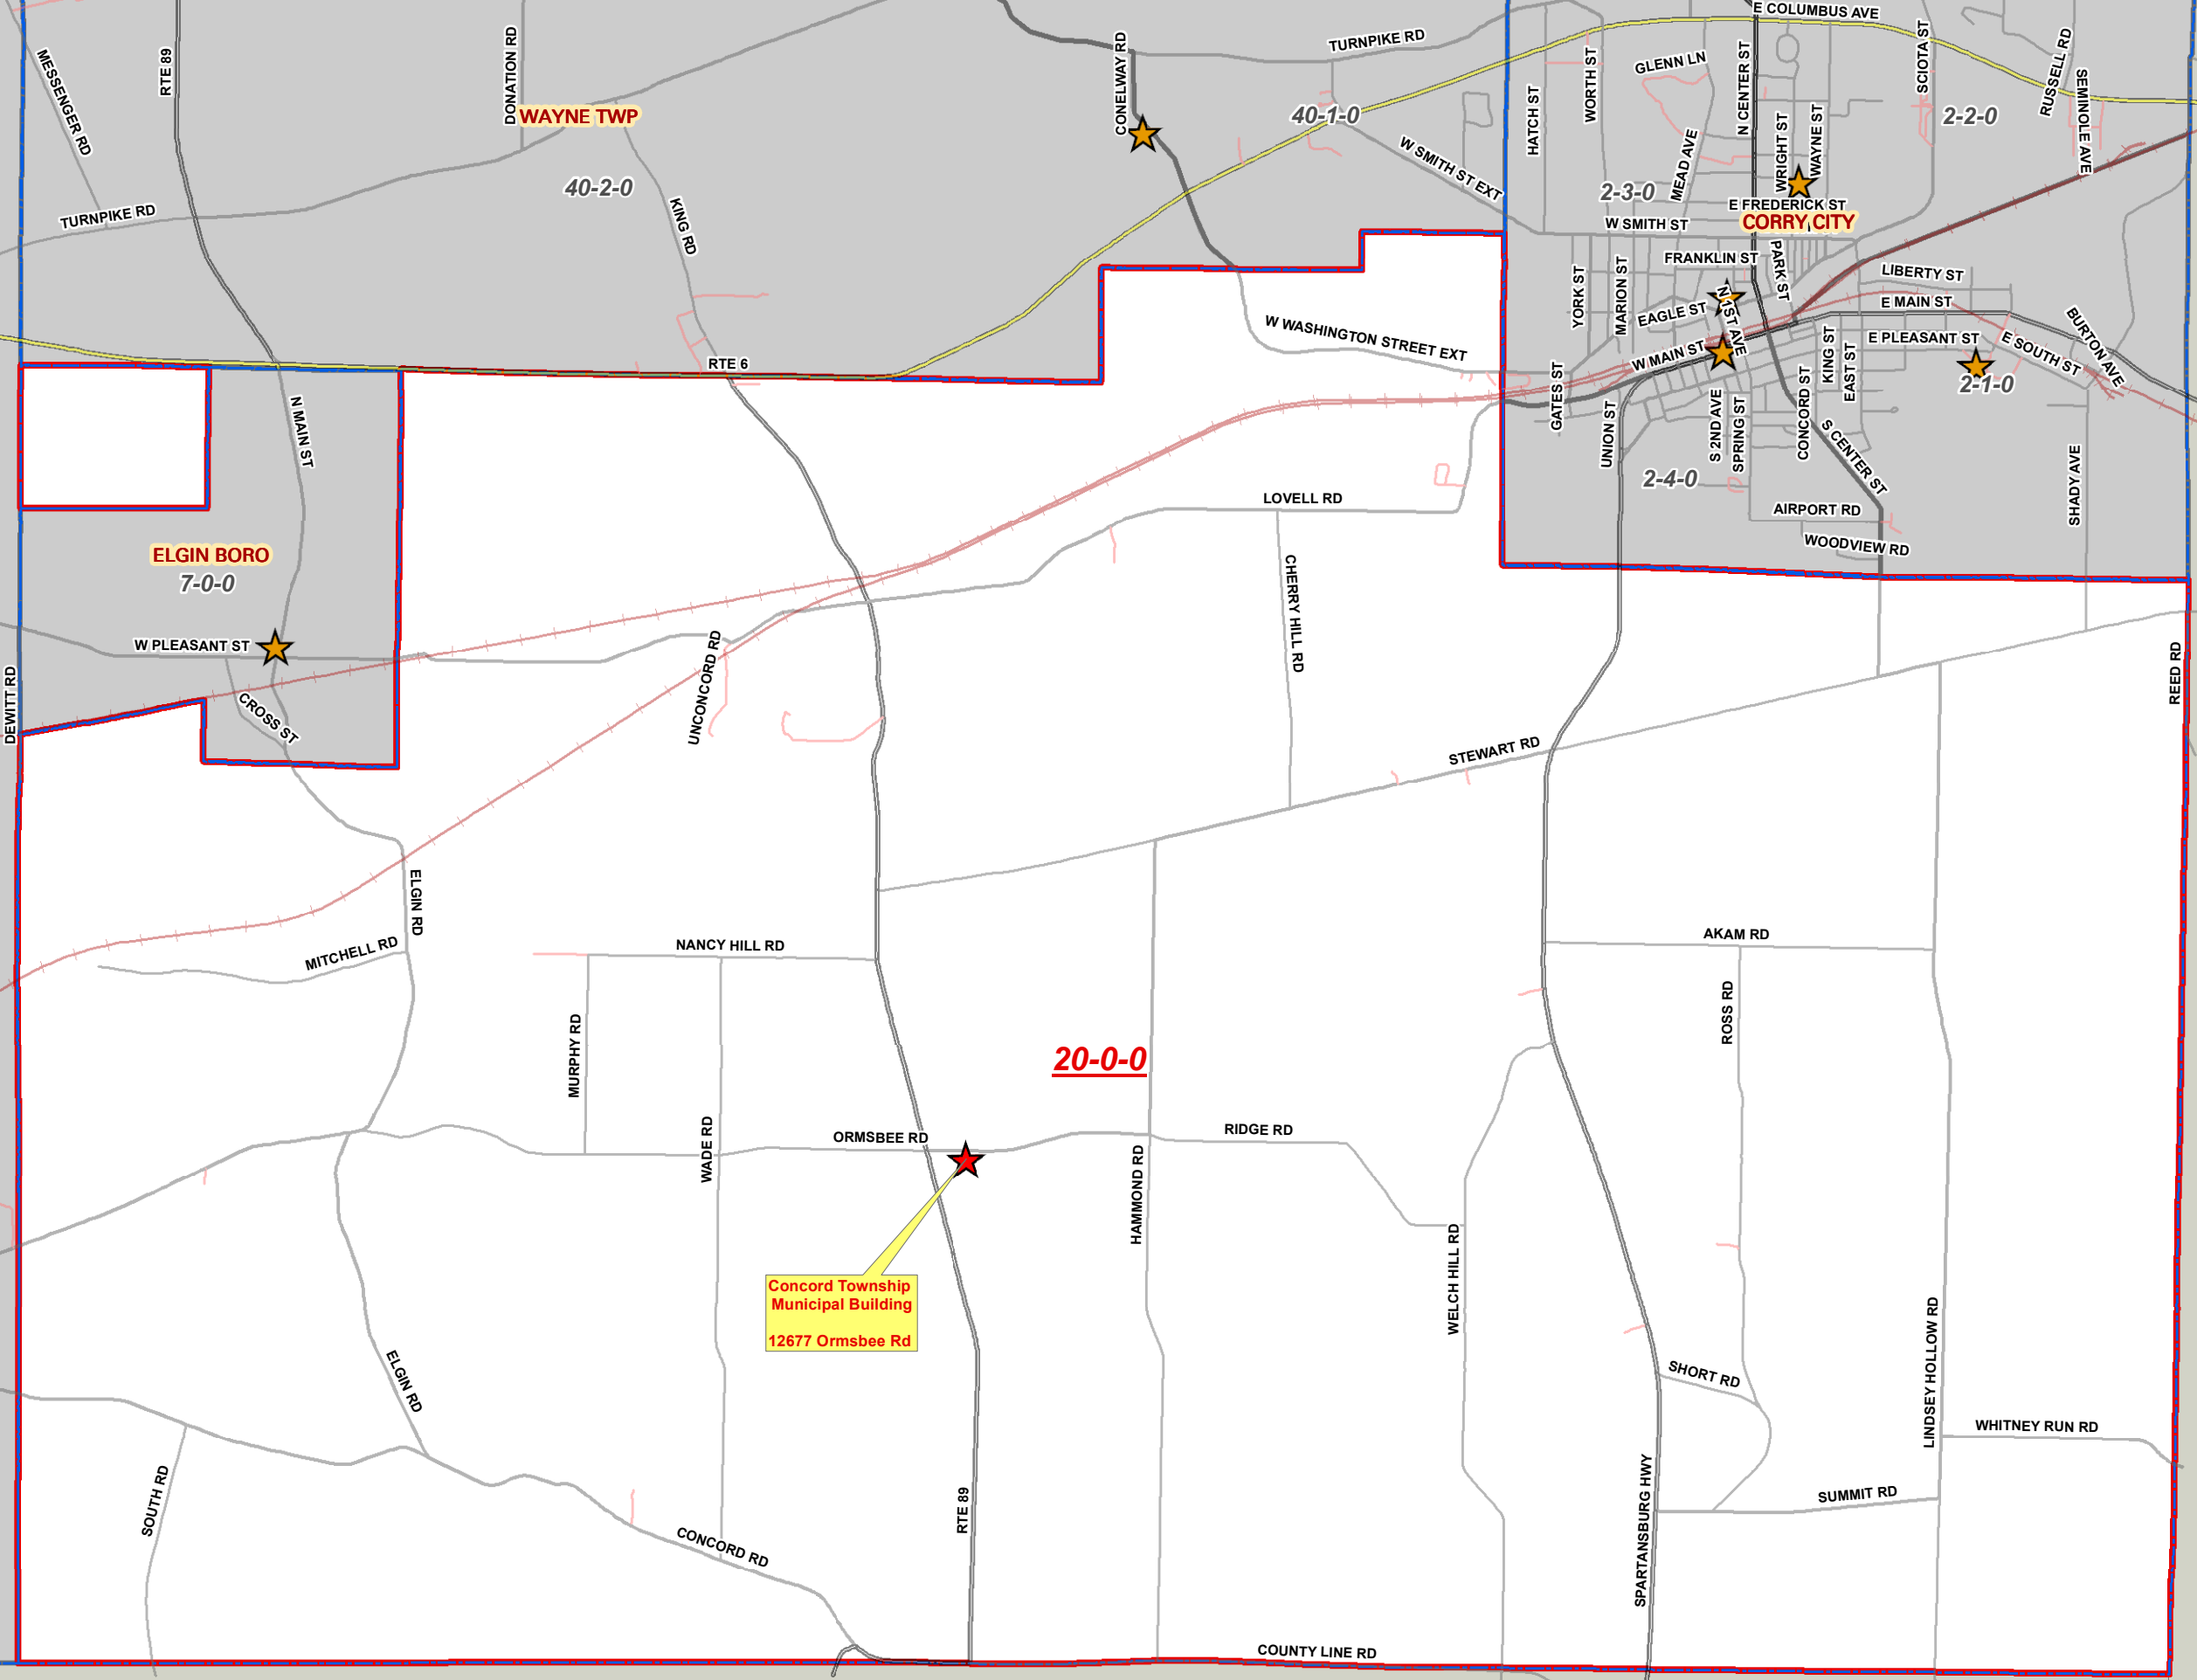 E COLUMBUS AVE
MESSENGER RD
RTE 89
DONATION RD
WAYNE TWP
CONELWAY RD
TURNPIKE RD
40-1-0
HATCH ST
WORTH ST
GLENN LN
N CENTER ST
SCIOTA ST
RUSSELL RD
SEMINOLE AVE
2-2-0
WRIGHT ST
WAYNE ST
MEAD AVE
W SMITH ST EXT
40-2-0
2-3-0
TURNPIKE RD
KING RD
E FREDERICK ST
CORRY CITY
W SMITH ST
FRANKLIN ST
PARK ST
LIBERTY ST
YORK ST
MARION ST
EAGLE ST
N 1ST AVE
E MAIN ST
BURTON AVE
W WASHINGTON STREET EXT
W MAIN ST
KING ST
EAST ST
E PLEASANT ST
E SOUTH ST
2-1-0
RTE 6
N MAIN ST
GATES ST
UNION ST
S 2ND AVE
SPRING ST
CONCORD ST
S CENTER ST
SHADY AVE
2-4-0
LOVELL RD
AIRPORT RD
WOODVIEW RD
ELGIN BORO
7-0-0
CHERRY HILL RD
W PLEASANT ST
UNCONCORD RD
DEWITT RD
CROSS ST
REED RD
STEWART RD
ELGIN RD
MITCHELL RD
NANCY HILL RD
AKAM RD
MURPHY RD
ROSS RD
20-0-0
WADE RD
ORMSBEE RD
RIDGE RD
HAMMOND RD
WELCH HILL RD
Concord Township
Municipal Building
12677 Ormsbee Rd
ELGIN RD
SHORT RD
LINDSEY HOLLOW RD
WHITNEY RUN RD
SOUTH RD
CONCORD RD
RTE 89
SPARTANSBURG HWY
SUMMIT RD
COUNTY LINE RD